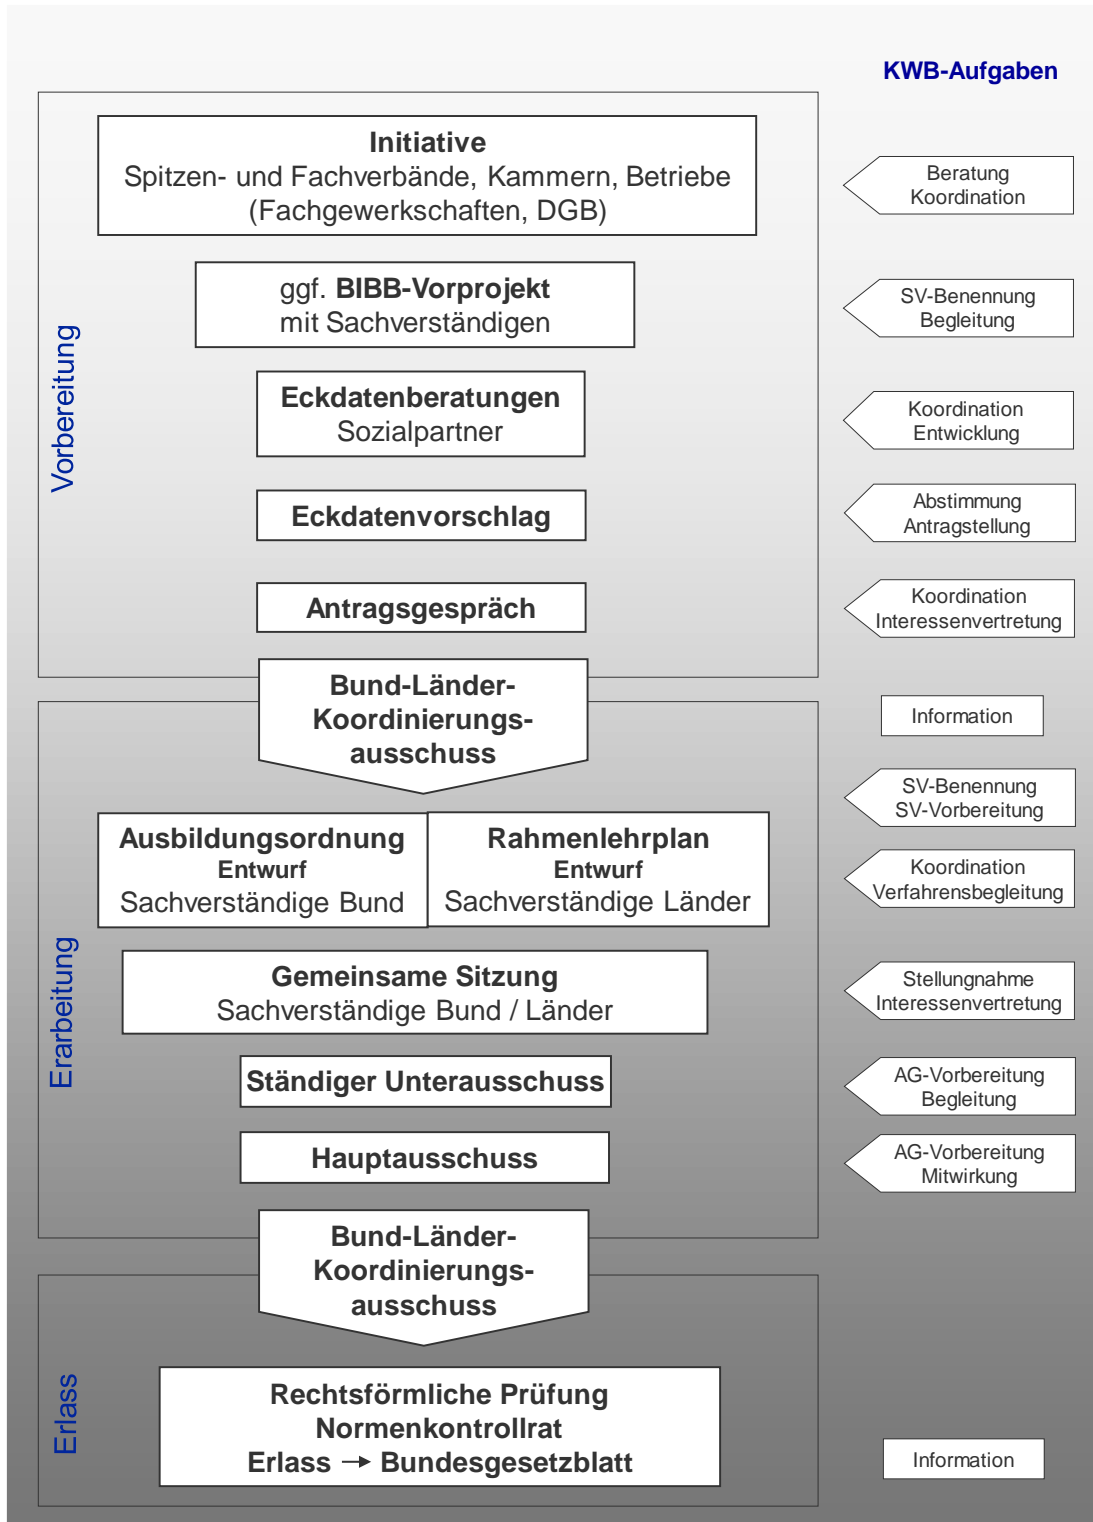 KWB-Aufgaben
Vorbereitung
Initiative
Spitzen- und Fachverbände, Kammern, Betriebe
(Fachgewerkschaften, DGB)
Beratung
Koordination
ggf. BIBB-Vorprojekt
mit Sachverständigen
SV-Benennung
Begleitung
Eckdatenberatungen
Sozialpartner
Koordination
Entwicklung
Eckdatenvorschlag
Abstimmung
Antragstellung
Antragsgespräch
Koordination
Interessenvertretung
Bund-Länder-
Koordinierungs-
ausschuss
Information
Erarbeitung
SV-Benennung
SV-Vorbereitung
Ausbildungsordnung
Entwurf
Sachverständige Bund
Rahmenlehrplan
Entwurf
Sachverständige Länder
Koordination
Verfahrensbegleitung
Gemeinsame Sitzung
Sachverständige Bund / Länder
Stellungnahme
Interessenvertretung
Ständiger Unterausschuss
AG-Vorbereitung
Begleitung
Hauptausschuss
AG-Vorbereitung
Mitwirkung
Bund-Länder-
Koordinierungs-
ausschuss
Erlass
Rechtsförmliche Prüfung
Normenkontrollrat
Erlass → Bundesgesetzblatt
Information